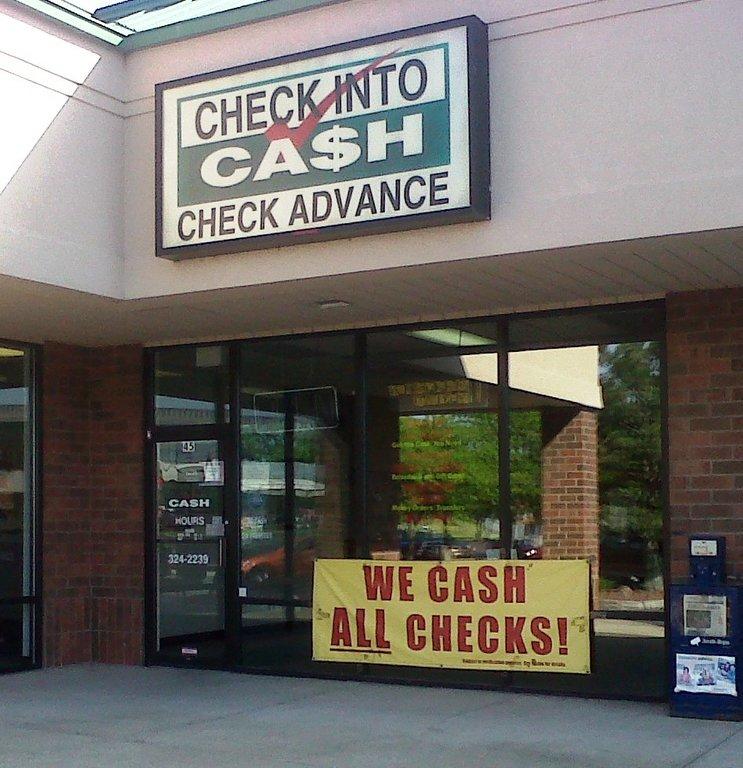 CHECK INTO
CA$H
CHECK ADVANCE
45
CASH
HOURS
324-2239
WE CASH
ALL CHECKS!